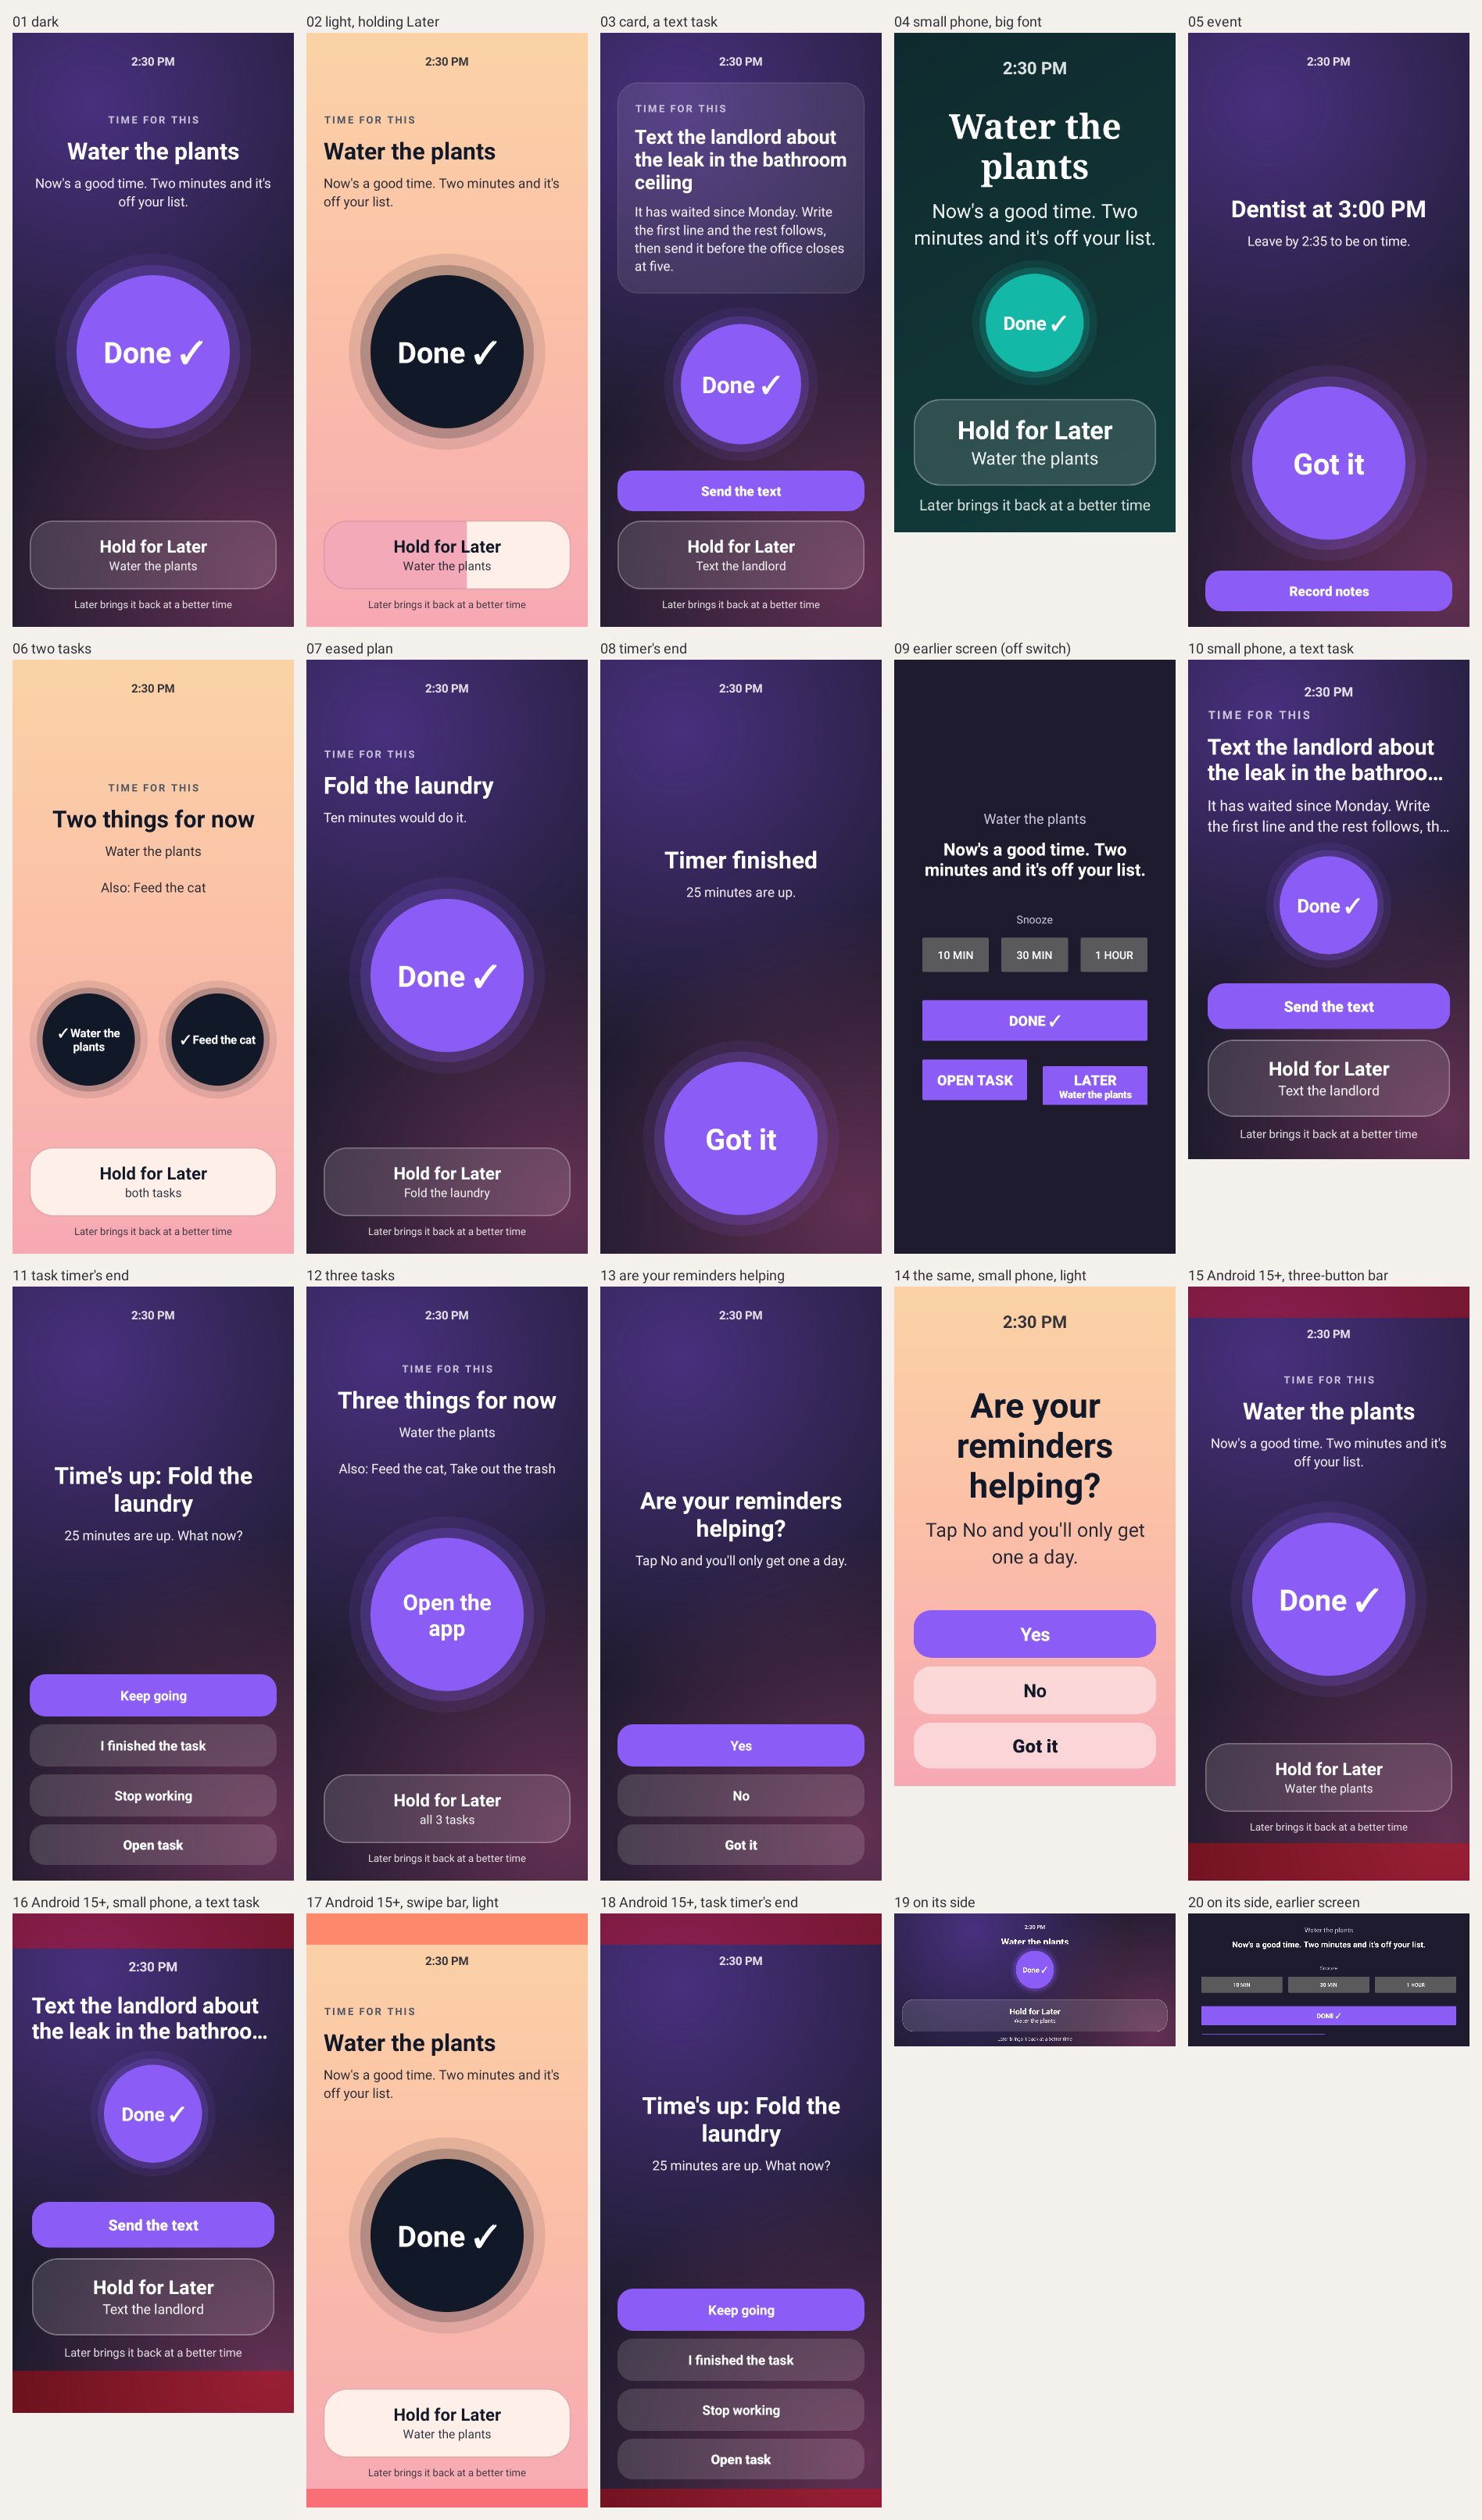 01 dark
2:30 PM
TIME FOR THIS
Water the plants
Now's a good time. Two minutes and it's
off your list.
Done ✓
Hold for Later
Water the plants
Later brings it back at a better time
02 light, holding Later
2:30 PM
TIME FOR THIS
Water the plants
Now's a good time. Two minutes and it's
off your list.
Done ✓
Hold for Later
Water the plants
Later brings it back at a better time
03 card, a text task
2:30 PM
TIME FOR THIS
Text the landlord about
the leak in the bathroom
ceiling
It has waited since Monday. Write
the first line and the rest follows,
then send it before the office closes
at five.
Done ✓
Send the text
Hold for Later
Text the landlord
Later brings it back at a better time
04 small phone, big font
2:30 PM
Water the
plants
Now's a good time. Two
minutes and it's off your list.
Done ✓
Hold for Later
Water the plants
Later brings it back at a better time
05 event
2:30 PM
Dentist at 3:00 PM
Leave by 2:35 to be on time.
Got it
Record notes
06 two tasks
2:30 PM
TIME FOR THIS
Two things for now
Water the plants
Also: Feed the cat
✓ Water the
plants
✓ Feed the cat
Hold for Later
both tasks
Later brings it back at a better time
07 eased plan
2:30 PM
TIME FOR THIS
Fold the laundry
Ten minutes would do it.
Done ✓
Hold for Later
Fold the laundry
Later brings it back at a better time
08 timer's end
2:30 PM
Timer finished
25 minutes are up.
Got it
09 earlier screen (off switch)
Water the plants
Now's a good time. Two
minutes and it's off your list.
Snooze
10 MIN
30 MIN
1 HOUR
DONE ✓
OPEN TASK
LATER
Water the plants
10 small phone, a text task
2:30 PM
TIME FOR THIS
Text the landlord about
the leak in the bathroo...
It has waited since Monday. Write
the first line and the rest follows, th...
Done ✓
Send the text
Hold for Later
Text the landlord
Later brings it back at a better time
11 task timer's end
2:30 PM
Time's up: Fold the
laundry
25 minutes are up. What now?
Keep going
I finished the task
Stop working
Open task
12 three tasks
2:30 PM
TIME FOR THIS
Three things for now
Water the plants
Also: Feed the cat, Take out the trash
Open the
app
Hold for Later
all 3 tasks
Later brings it back at a better time
13 are your reminders helping
2:30 PM
Are your reminders
helping?
Tap No and you'll only get one a day.
Yes
No
Got it
14 the same, small phone, light
2:30 PM
Are your
reminders
helping?
Tap No and you'll only get
one a day.
Yes
No
Got it
15 Android 15+, three-button bar
2:30 PM
TIME FOR THIS
Water the plants
Now's a good time. Two minutes and it's
off your list.
Done ✓
Hold for Later
Water the plants
Later brings it back at a better time
16 Android 15+, small phone, a text task
2:30 PM
Text the landlord about
the leak in the bathroo...
Done ✓
Send the text
Hold for Later
Text the landlord
Later brings it back at a better time
17 Android 15+, swipe bar, light
2:30 PM
TIME FOR THIS
Water the plants
Now's a good time. Two minutes and it's
off your list.
Done ✓
Hold for Later
Water the plants
Later brings it back at a better time
18 Android 15+, task timer's end
2:30 PM
Time's up: Fold the
laundry
25 minutes are up. What now?
Keep going
I finished the task
Stop working
Open task
19 on its side
2:30 PM
Water the plants
Done ✓
Hold for Later
Water the plants
Later brings it back at a better time
20 on its side, earlier screen
Water the plants
Now's a good time. Two minutes and it's off your list.
Snooze
10 MIN
30 MIN
1 HOUR
DONE ✓